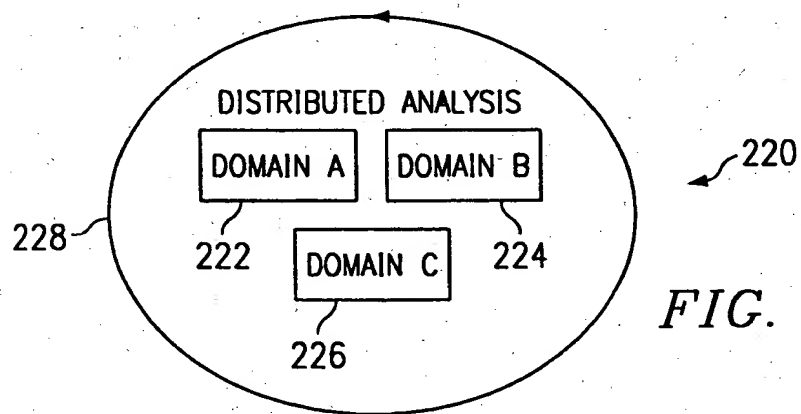 DISTRIBUTED ANALYSIS
DOMAIN A
DOMAIN B
220
228
222
DOMAIN C
224
226
FIG.